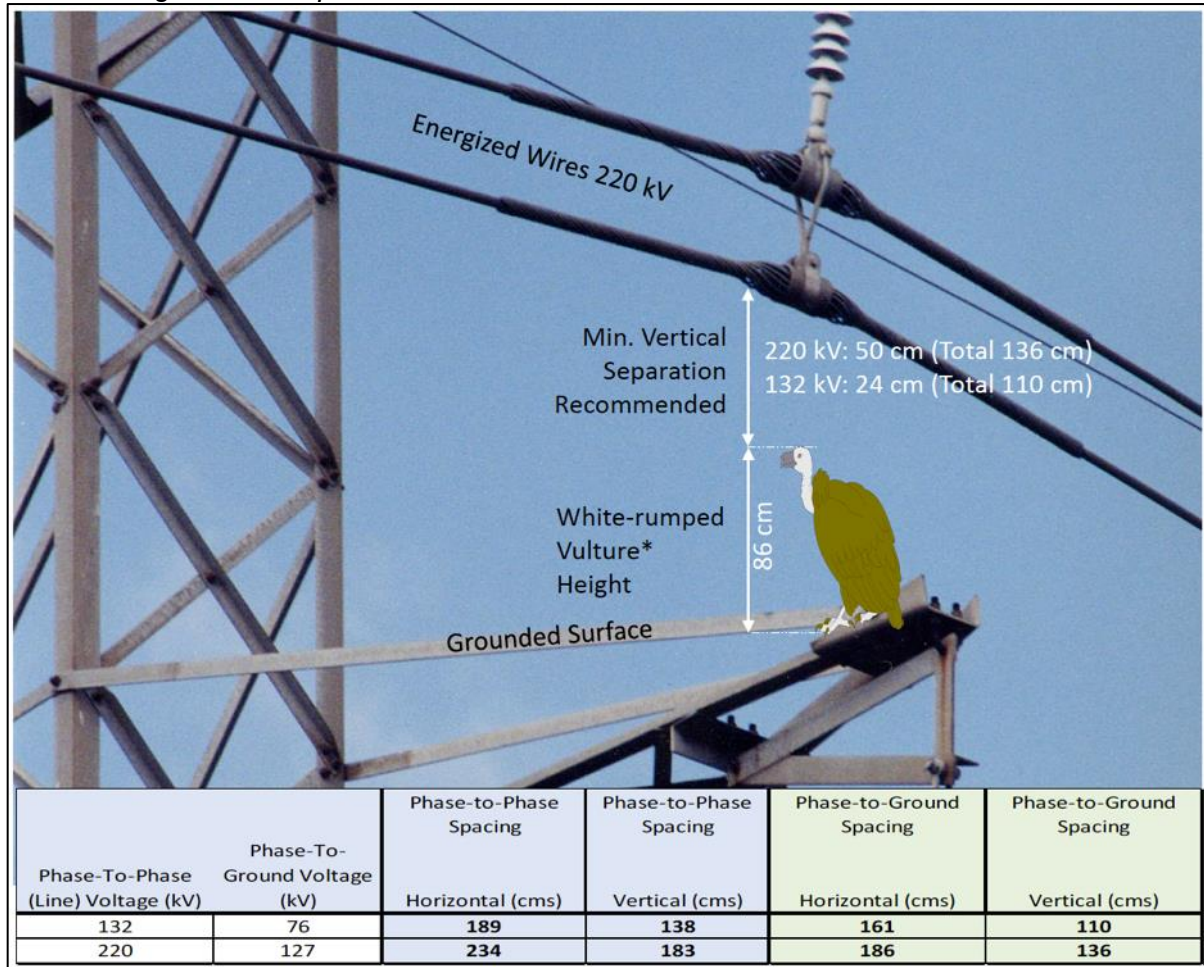 Energized Wires 220 kV
Min. Vertical
Separation
Recommended
220 kV: 50 cm (Total 136 cm)
132 kV: 24 cm (Total 110 cm)
White-rumped
Vulture*
Height
86 cm
Grounded Surface
Phase-To-Phase
(Line) Voltage (kV)
Phase-To-
Ground Voltage
(kV)
Phase-to-Phase
Spacing
Horizontal (cms)
Phase-to-Phase
Spacing
Vertical (cms)
Phase-to-Ground
Spacing
Horizontal (cms)
Phase-to-Ground
Spacing
Vertical (cms)
132 76 189 138 161 110
220 127 234 183 186 136